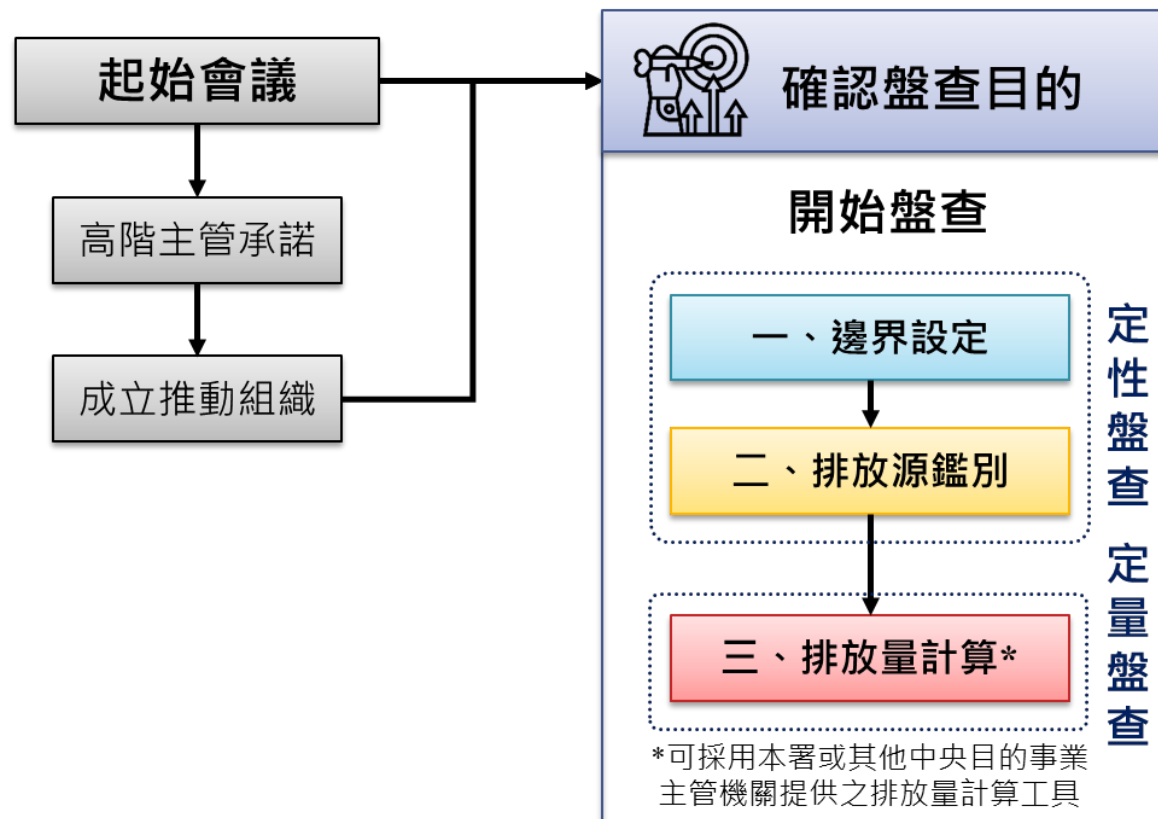 起始會議
高階主管承諾
成立推動組織
確認盤查目的
開始盤查
一、邊界設定
二、排放源鑑別
定性盤查
三、排放量計算*
定量盤查
*可採用本署或其他中央目的事業
主管機關提供之排放量計算工具